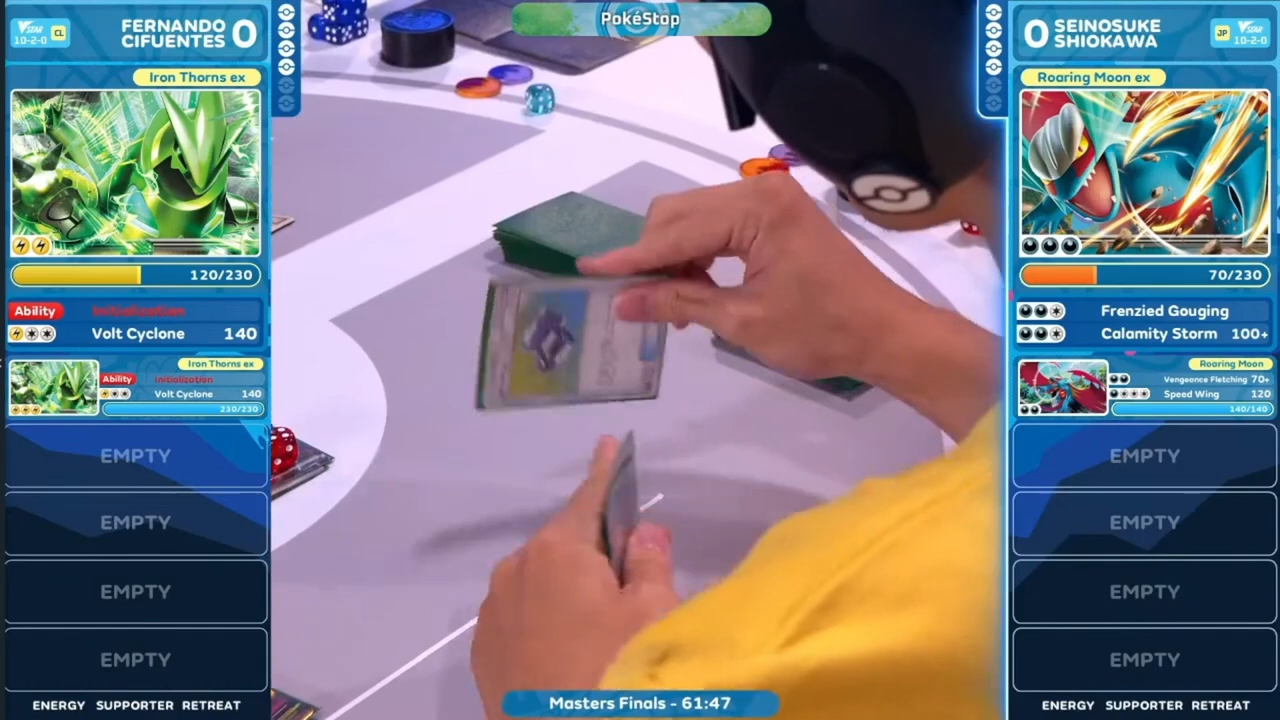 VSTAR
10-2-0
CL
FERNANDO
CIFUENTES
0
Iron Thorns ex
120/230
Ability
Initialization
Volt Cyclone 140
Iron Thorns ex
Ability
Initialization
Volt Cyclone 140
230/230
EMPTY
EMPTY
EMPTY
EMPTY
ENERGY SUPPORTER RETREAT
PokéStop
Masters Finals - 61:47
0
SEINOSUKE
SHIOKAWA
JP
VSTAR
10-2-0
Roaring Moon ex
70/230
Frenzied Gouging
Calamity Storm 100+
Roaring Moon
Vengeance Fletching 70+
Speed Wing 120
140/140
EMPTY
EMPTY
EMPTY
EMPTY
ENERGY SUPPORTER RETREAT